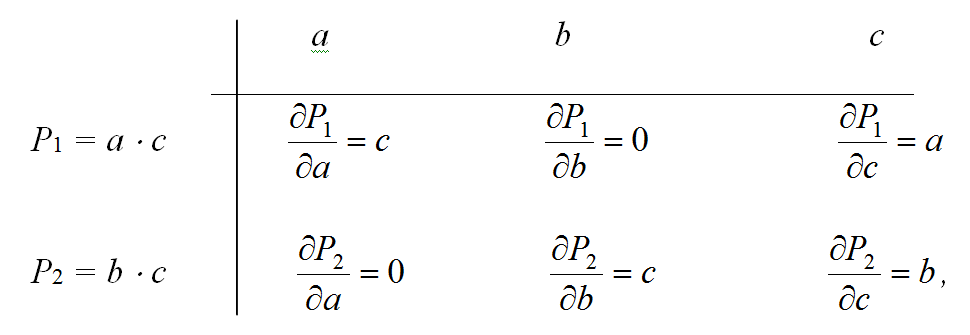 a b c
P₁ = a · c ∂P₁/∂a = c ∂P₁/∂b = 0 ∂P₁/∂c = a
P₂ = b · c ∂P₂/∂a = 0 ∂P₂/∂b = c ∂P₂/∂c = b,